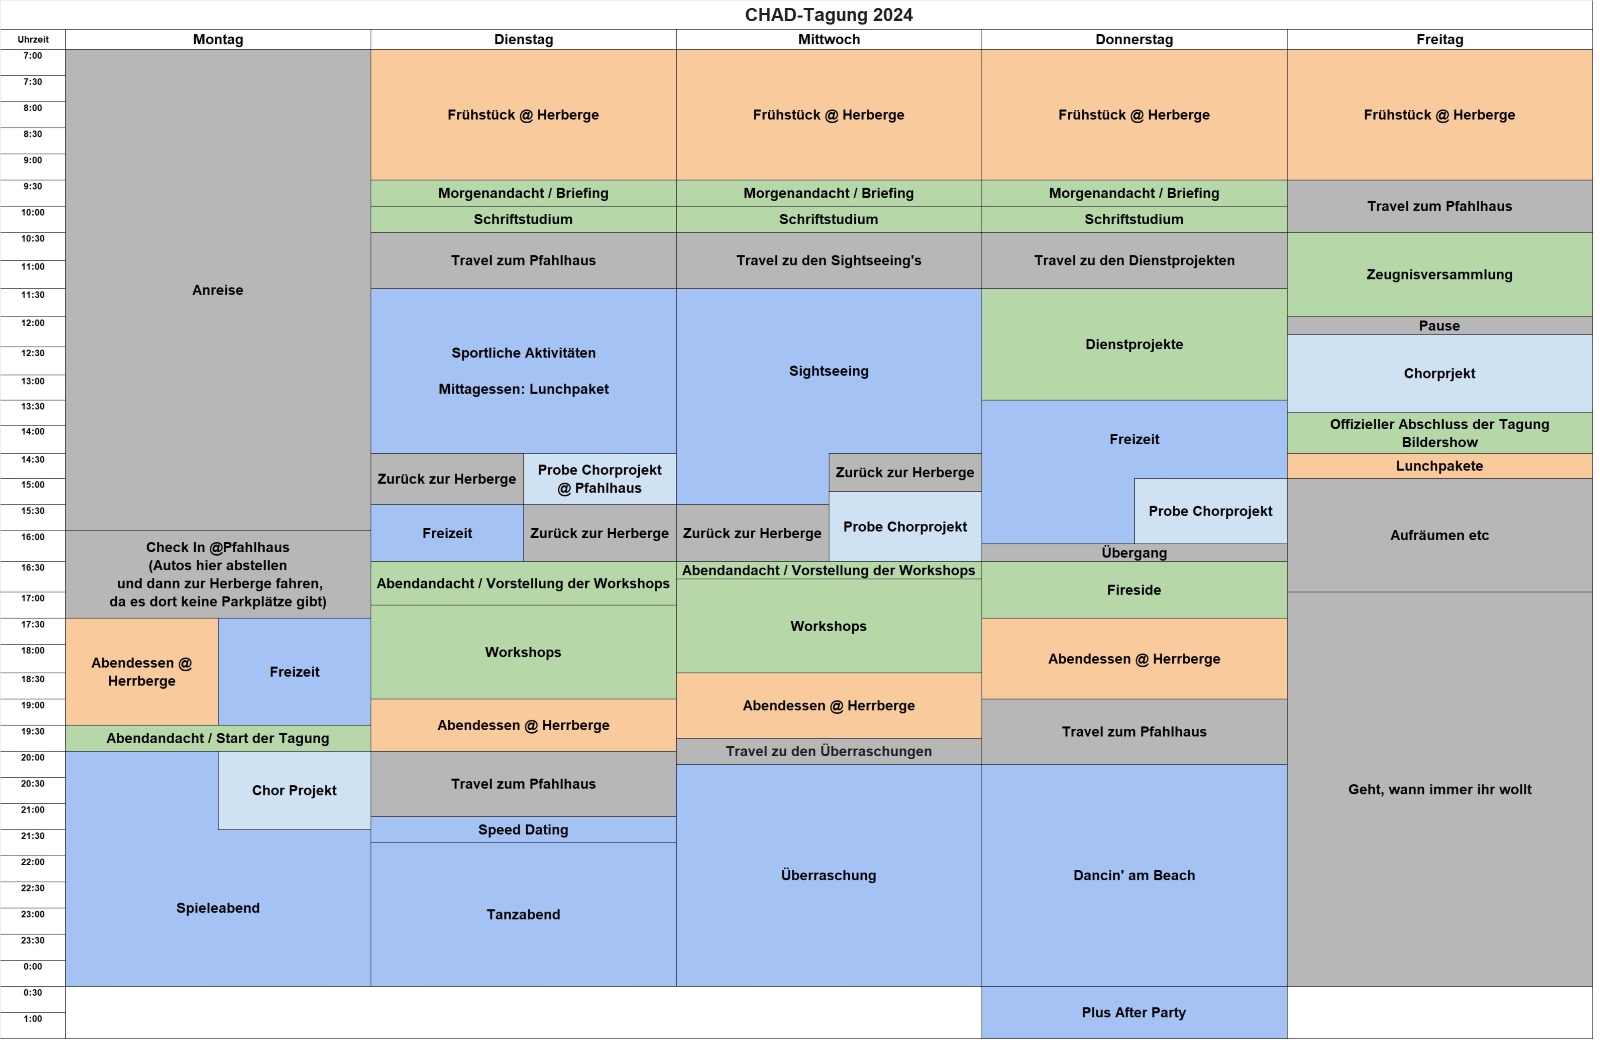 CHAD-Tagung 2024
Uhrzeit
Montag
Dienstag
Mittwoch
Donnerstag
Freitag
7:00
7:30
8:00
8:30
9:00
9:30
10:00
10:30
11:00
11:30
12:00
12:30
13:00
13:30
14:00
14:30
15:00
15:30
16:00
16:30
17:00
17:30
18:00
18:30
19:00
19:30
20:00
20:30
21:00
21:30
22:00
22:30
23:00
23:30
0:00
0:30
1:00
Anreise
Check In @Pfahlhaus
(Autos hier abstellen
und dann zur Herberge fahren,
da es dort keine Parkplätze gibt)
Abendessen @
Herrberge
Freizeit
Abendandacht / Start der Tagung
Chor Projekt
Spieleabend
Frühstück @ Herberge
Morgenandacht / Briefing
Schriftstudium
Travel zum Pfahlhaus
Sportliche Aktivitäten
Mittagessen: Lunchpaket
Zurück zur Herberge
Probe Chorprojekt
@ Pfahlhaus
Freizeit
Zurück zur Herberge
Abendandacht / Vorstellung der Workshops
Workshops
Abendessen @ Herrberge
Travel zum Pfahlhaus
Speed Dating
Tanzabend
Frühstück @ Herberge
Morgenandacht / Briefing
Schriftstudium
Travel zu den Sightseeing's
Sightseeing
Zurück zur Herberge
Probe Chorprojekt
Zurück zur Herberge
Abendandacht / Vorstellung der Workshops
Workshops
Abendessen @ Herrberge
Travel zu den Überraschungen
Überraschung
Frühstück @ Herberge
Morgenandacht / Briefing
Schriftstudium
Travel zu den Dienstprojekten
Dienstprojekte
Freizeit
Probe Chorprojekt
Übergang
Fireside
Abendessen @ Herrberge
Travel zum Pfahlhaus
Dancin' am Beach
Plus After Party
Frühstück @ Herberge
Travel zum Pfahlhaus
Zeugnisversammlung
Pause
Chorprjekt
Offizieller Abschluss der Tagung
Bildershow
Lunchpakete
Aufräumen etc
Geht, wann immer ihr wollt